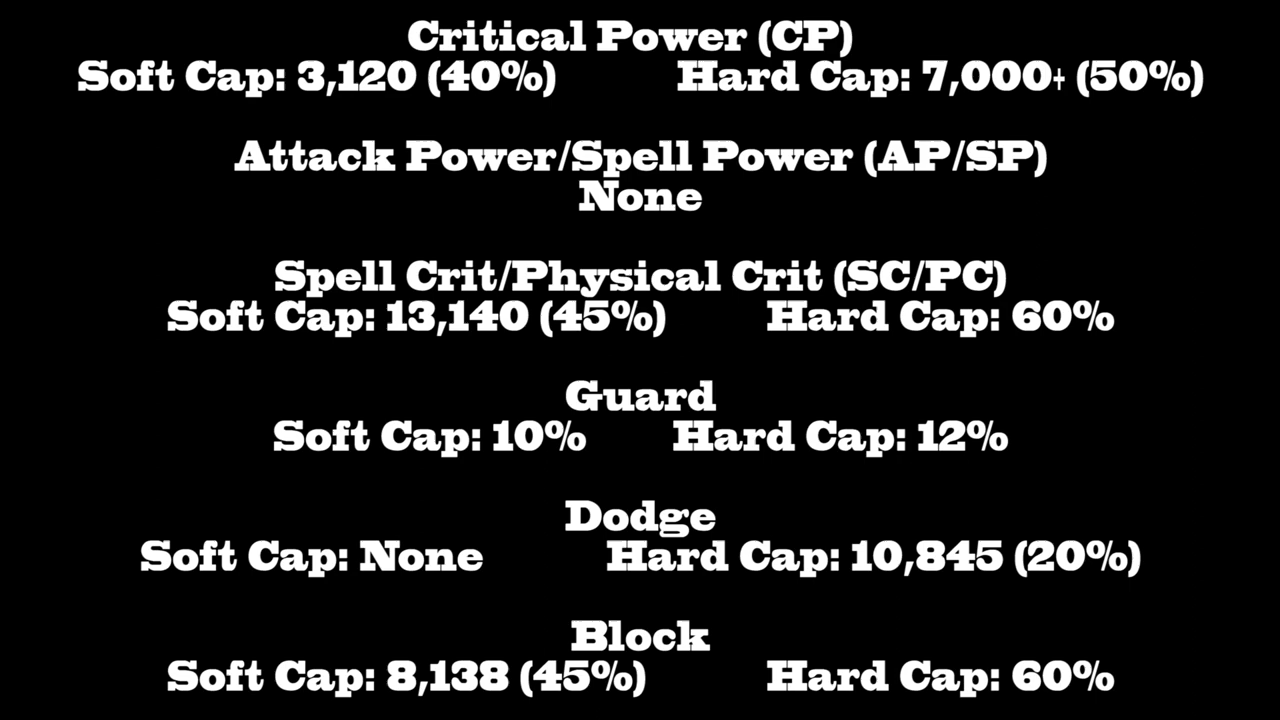 Critical Power (CP)
Soft Cap: 3,120 (40%) Hard Cap: 7,000+ (50%)
Attack Power/Spell Power (AP/SP)
None
Spell Crit/Physical Crit (SC/PC)
Soft Cap: 13,140 (45%) Hard Cap: 60%
Guard
Soft Cap: 10% Hard Cap: 12%
Dodge
Soft Cap: None Hard Cap: 10,845 (20%)
Block
Soft Cap: 8,138 (45%) Hard Cap: 60%